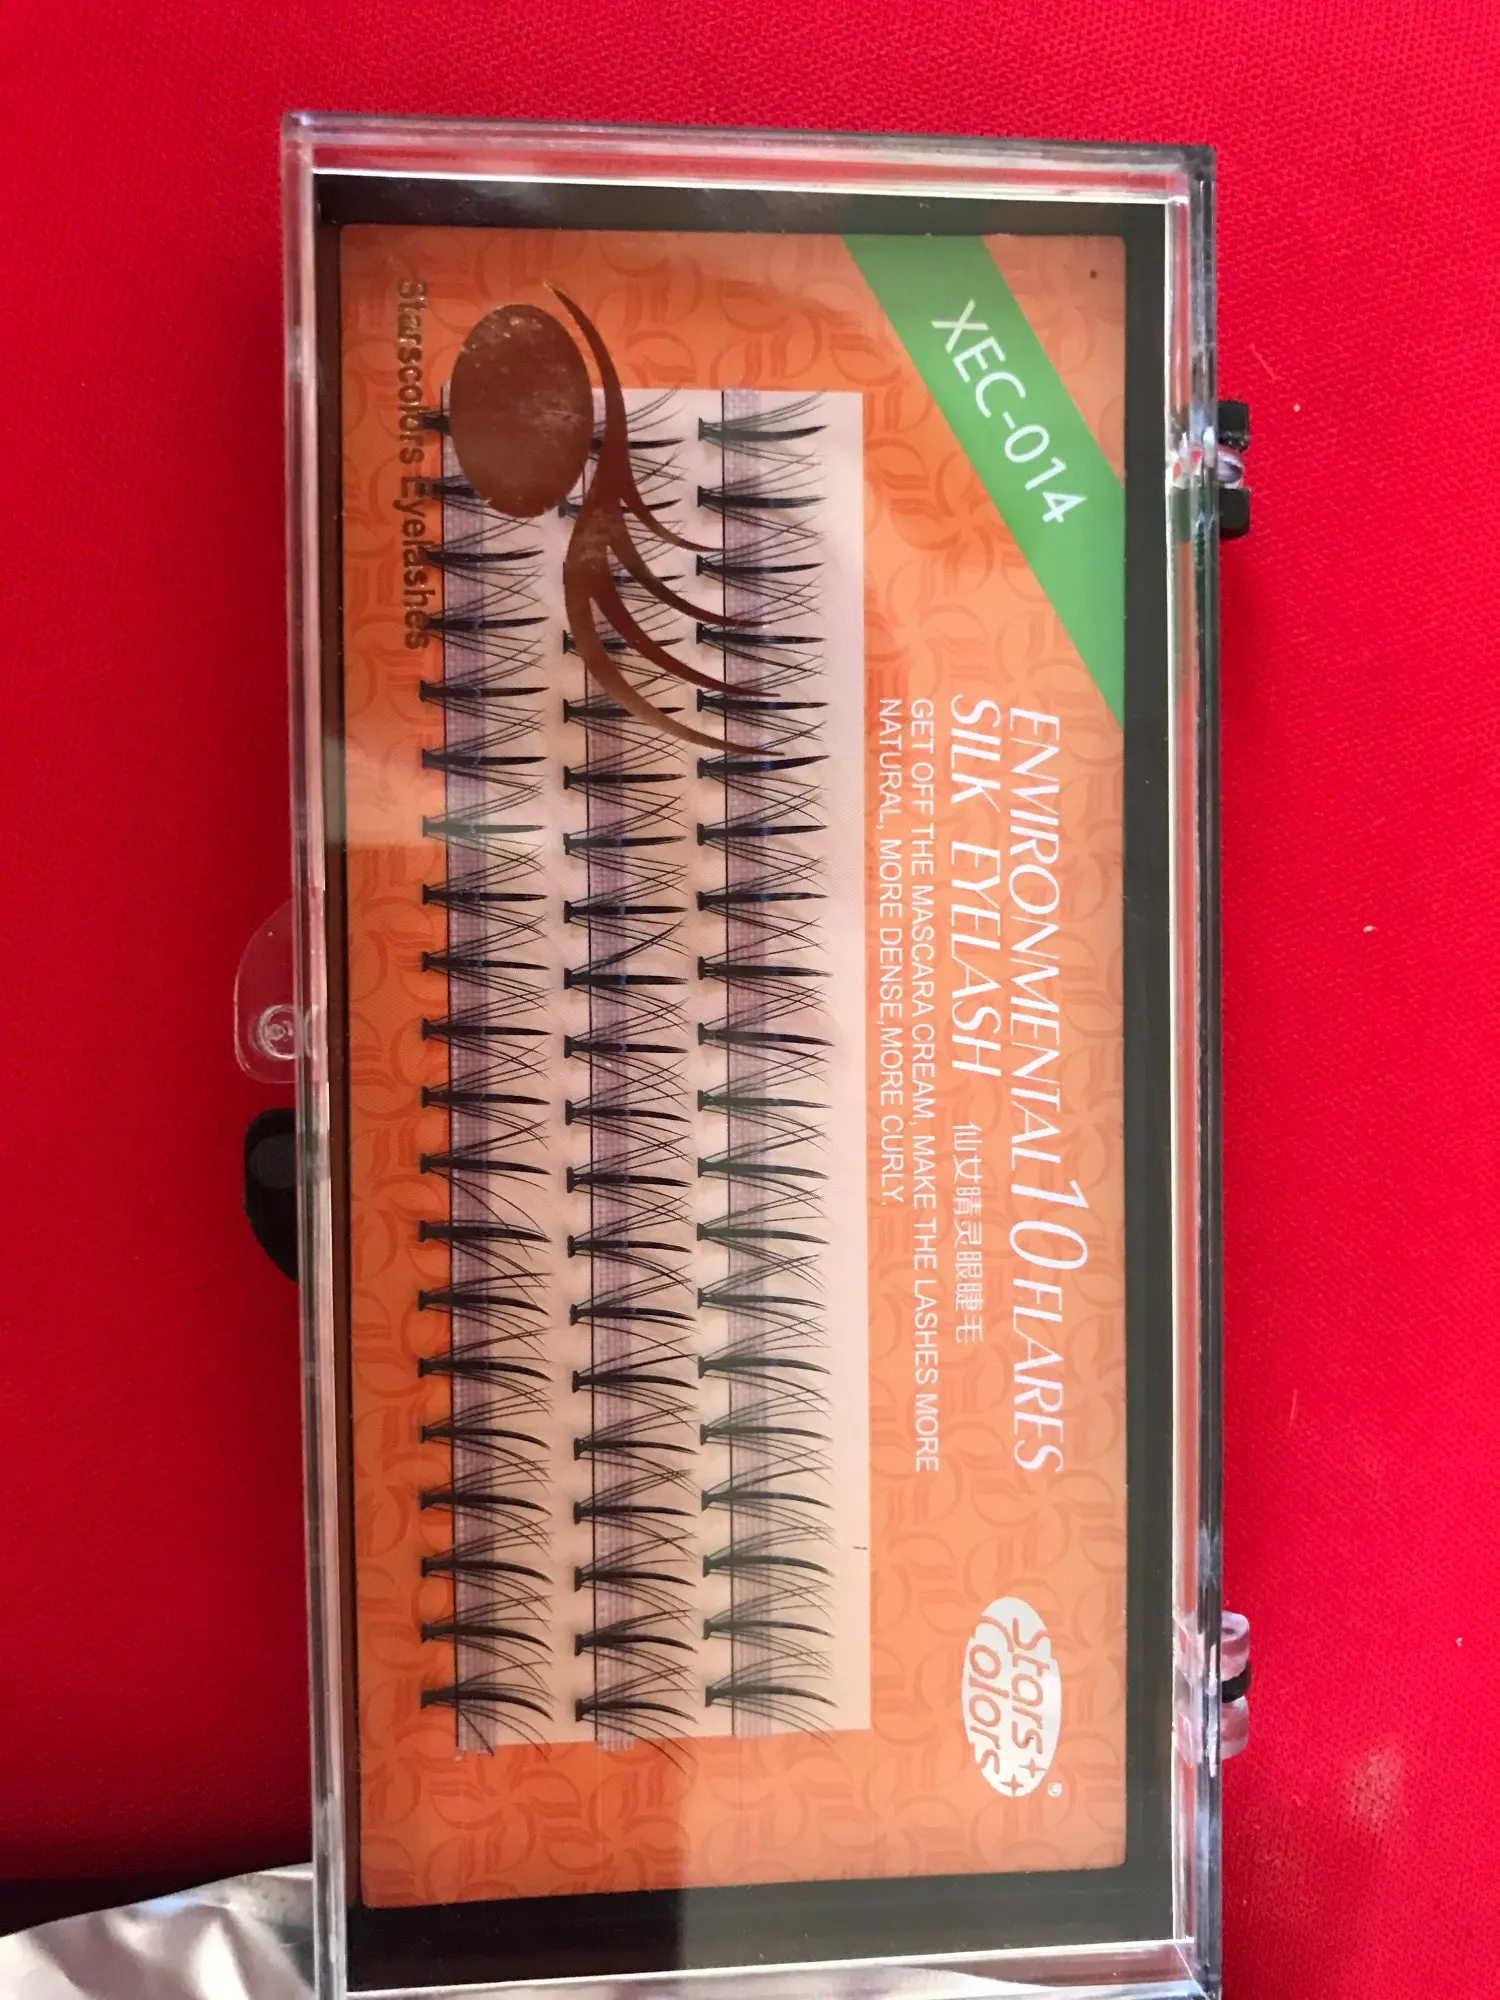 XEC-014
ENVIRONMENTAL 10 FLARES
SILK EYELASH 仙女睛灵眼睫毛
GET OFF THE MASCARA CREAM, MAKE THE LASHES MORE
NATURAL, MORE DENSE,MORE CURLY.
Stars
Colors ®
Starscolors Eyelashes